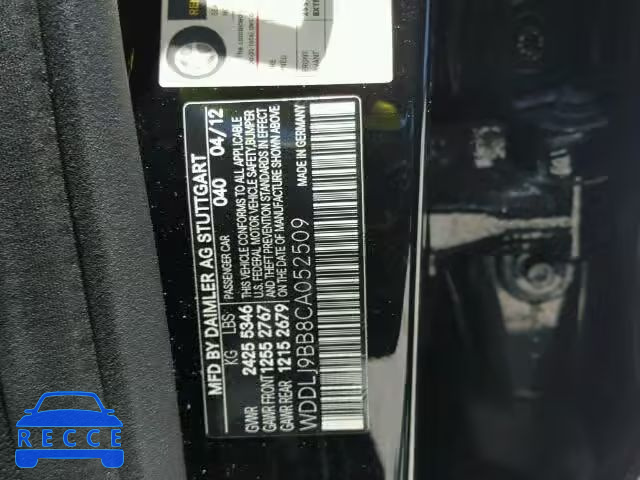 MFD BY DAIMLER AG STUTTGART
040 04/12
KG LBS PASSENGER CAR
GVWR 2425 5346 THIS VEHICLE CONFORMS TO ALL APPLICABLE
U.S. FEDERAL MOTOR VEHICLE SAFETY, BUMPER
GAWR FRONT 1255 2767 AND THEFT PREVENTION STANDARDS IN EFFECT
GAWR REAR 1215 2679 ON THE DATE OF MANUFACTURE SHOWN ABOVE
WDDLJ9BB8CA052509 MADE IN GERMANY
RECCE